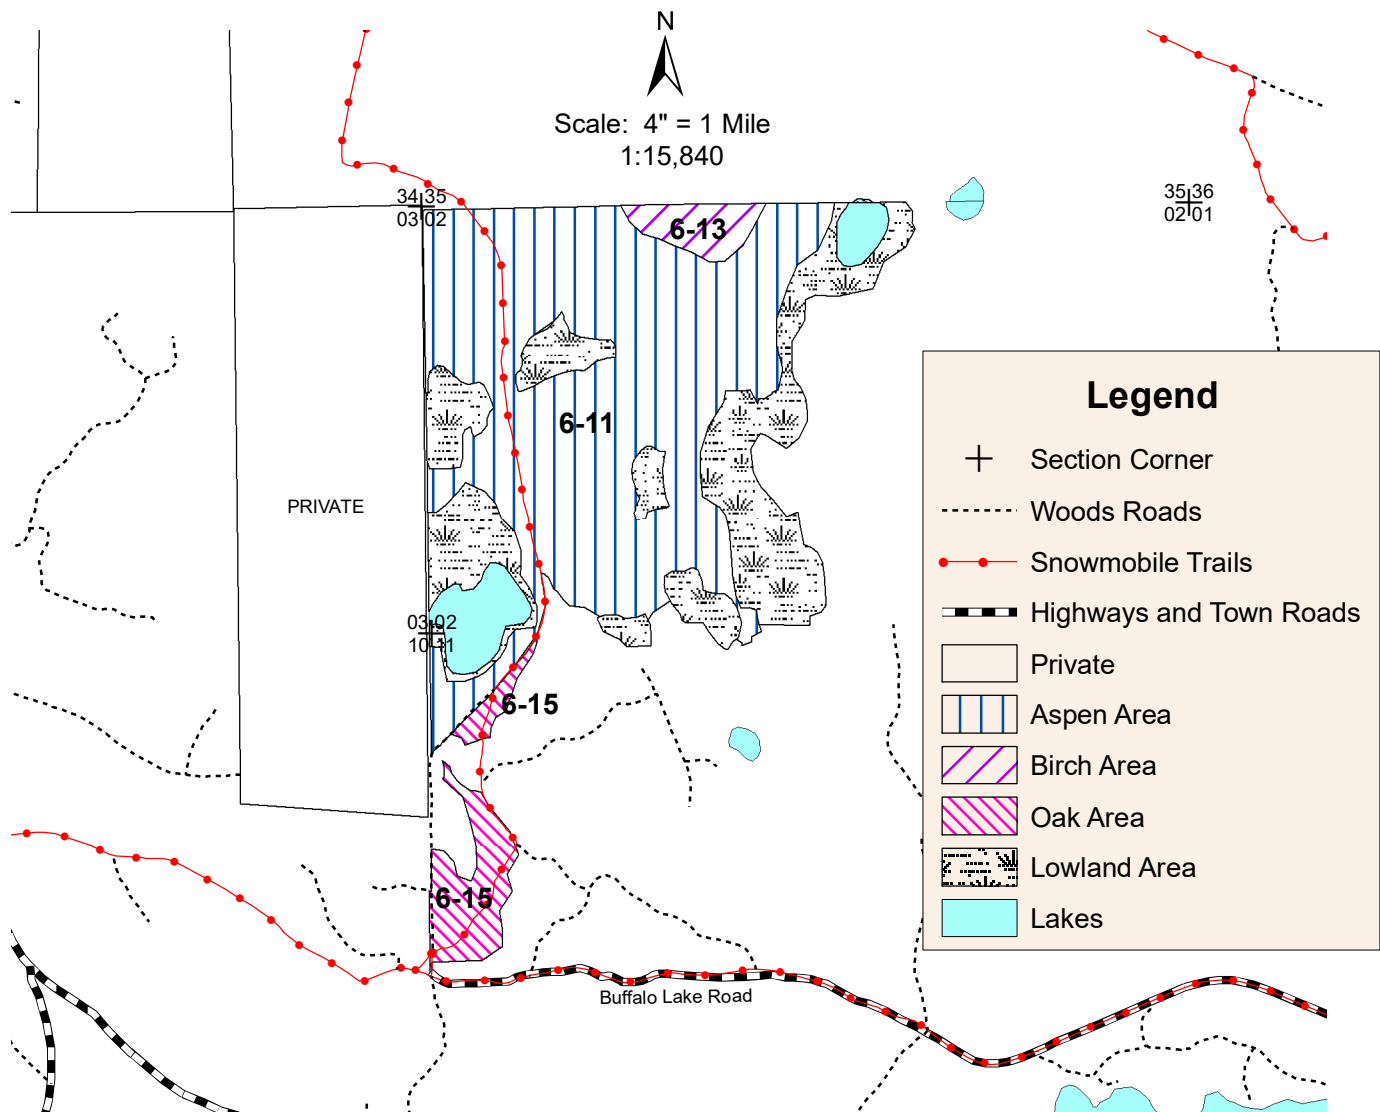 N
Scale: 4" = 1 Mile
1:15,840
34 35
03 02
35 36
02 01
6-13
6-11
PRIVATE
03 02
10 11
6-15
6-15
Buffalo Lake Road
Legend
Section Corner
Woods Roads
Snowmobile Trails
Highways and Town Roads
Private
Aspen Area
Birch Area
Oak Area
Lowland Area
Lakes